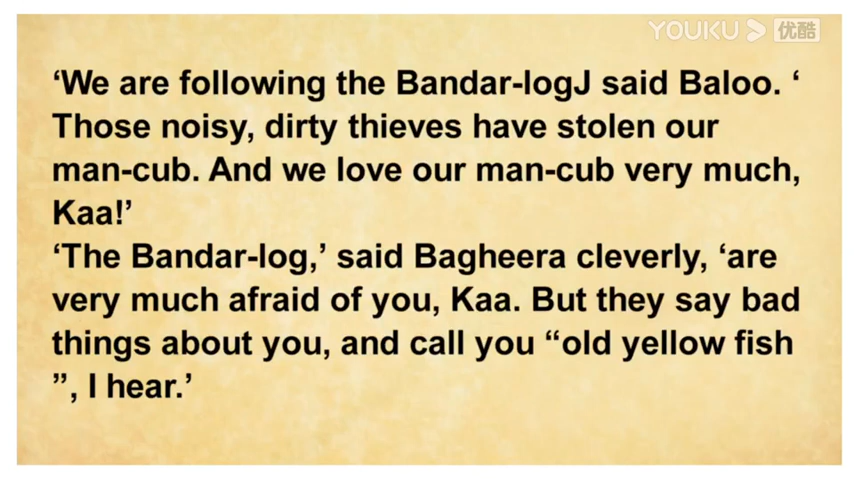 YOUKU 优酷
‘We are following the Bandar-logJ said Baloo. ‘
Those noisy, dirty thieves have stolen our
man-cub. And we love our man-cub very much,
Kaa!’
‘The Bandar-log,’ said Bagheera cleverly, ‘are
very much afraid of you, Kaa. But they say bad
things about you, and call you “old yellow fish
”, I hear.’